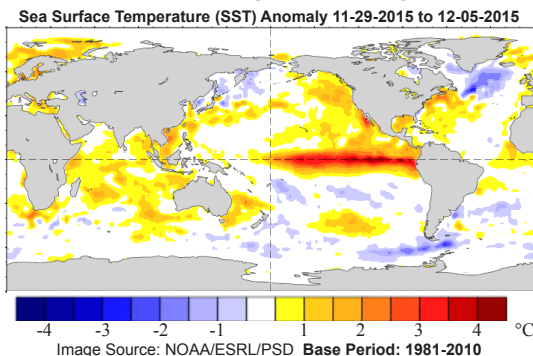 Sea Surface Temperature (SST) Anomaly 11-29-2015 to 12-05-2015
-4 -3 -2 -1 1 2 3 4 °C
Image Source: NOAA/ESRL/PSD Base Period: 1981-2010